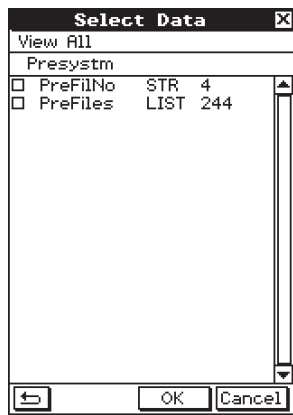 Select Data
View All
Presystm
PreFilNo STR 4
PreFiles LIST 244
OK Cancel